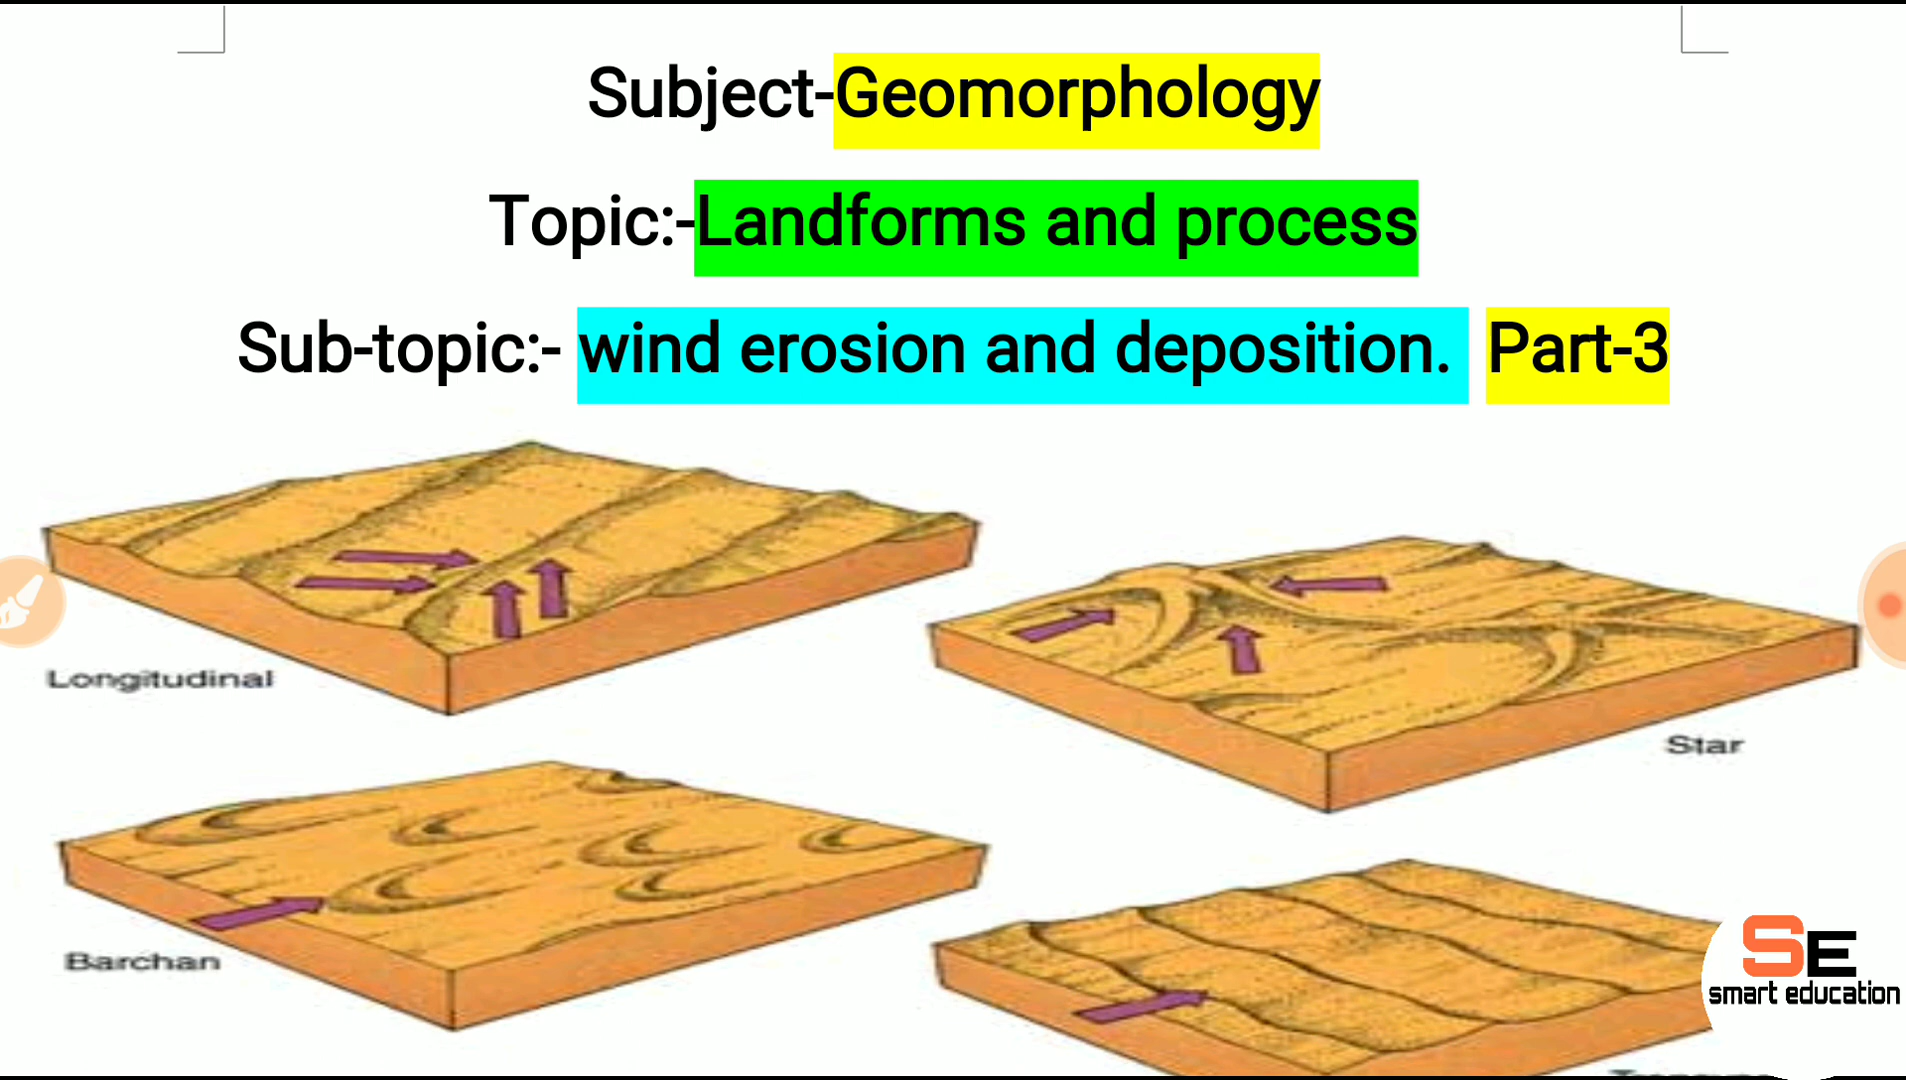 Subject-Geomorphology
Topic:-Landforms and process
Sub-topic:- wind erosion and deposition. Part-3
Longitudinal
Star
Barchan
SE
smart education